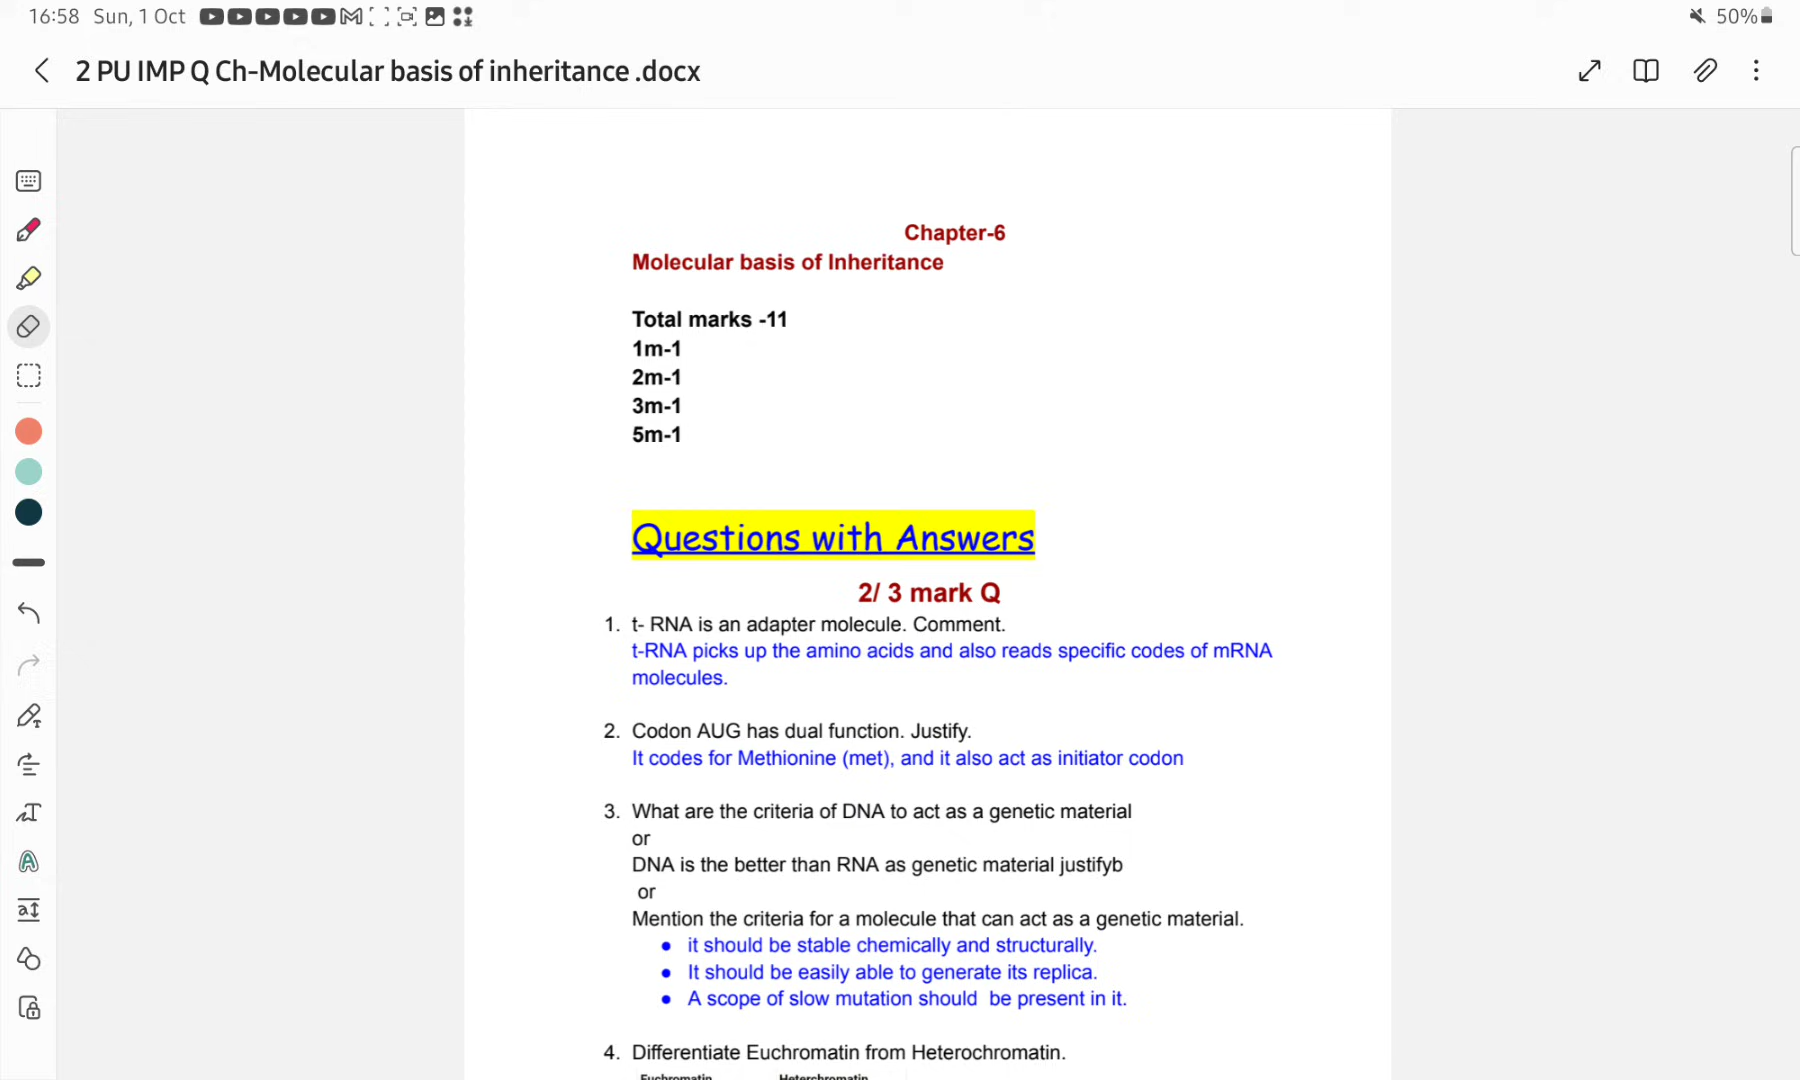 16:58 Sun, 1 Oct 50%
2 PU IMP Q Ch-Molecular basis of inheritance .docx
Chapter-6
Molecular basis of Inheritance
Total marks -11
1m-1
2m-1
3m-1
5m-1
Questions with Answers
2/ 3 mark Q
1. t- RNA is an adapter molecule. Comment.
t-RNA picks up the amino acids and also reads specific codes of mRNA
molecules.
2. Codon AUG has dual function. Justify.
It codes for Methionine (met), and it also act as initiator codon
3. What are the criteria of DNA to act as a genetic material
or
DNA is the better than RNA as genetic material justifyb
or
Mention the criteria for a molecule that can act as a genetic material.
● it should be stable chemically and structurally.
● It should be easily able to generate its replica.
● A scope of slow mutation should be present in it.
4. Differentiate Euchromatin from Heterochromatin.
Euchromatin Heterchromatin